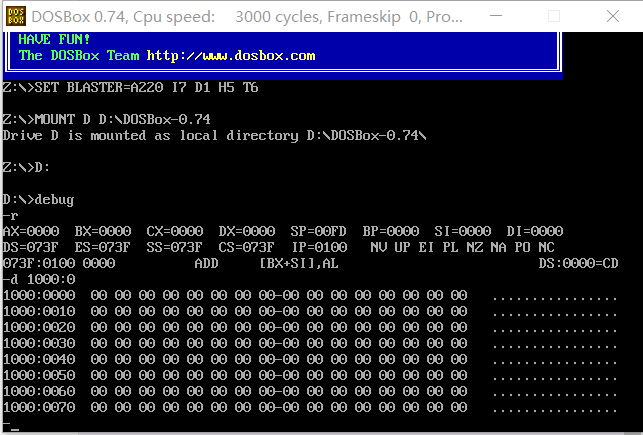 DOSBox 0.74, Cpu speed:    3000 cycles, Frameskip  0, Pro...
HAVE FUN!
The DOSBox Team http://www.dosbox.com
Z:\>SET BLASTER=A220 I7 D1 H5 T6
Z:\>MOUNT D D:\DOSBox-0.74
Drive D is mounted as local directory D:\DOSBox-0.74\
Z:\>D:
D:\>debug
-r
AX=0000  BX=0000  CX=0000  DX=0000  SP=00FD  BP=0000  SI=0000  DI=0000
DS=073F  ES=073F  SS=073F  CS=073F  IP=0100   NV UP EI PL NZ NA PO NC
073F:0100 0000          ADD     [BX+SI],AL                         DS:0000=CD
-d 1000:0
1000:0000  00 00 00 00 00 00 00 00-00 00 00 00 00 00 00 00   ................
1000:0010  00 00 00 00 00 00 00 00-00 00 00 00 00 00 00 00   ................
1000:0020  00 00 00 00 00 00 00 00-00 00 00 00 00 00 00 00   ................
1000:0030  00 00 00 00 00 00 00 00-00 00 00 00 00 00 00 00   ................
1000:0040  00 00 00 00 00 00 00 00-00 00 00 00 00 00 00 00   ................
1000:0050  00 00 00 00 00 00 00 00-00 00 00 00 00 00 00 00   ................
1000:0060  00 00 00 00 00 00 00 00-00 00 00 00 00 00 00 00   ................
1000:0070  00 00 00 00 00 00 00 00-00 00 00 00 00 00 00 00   ................
-_